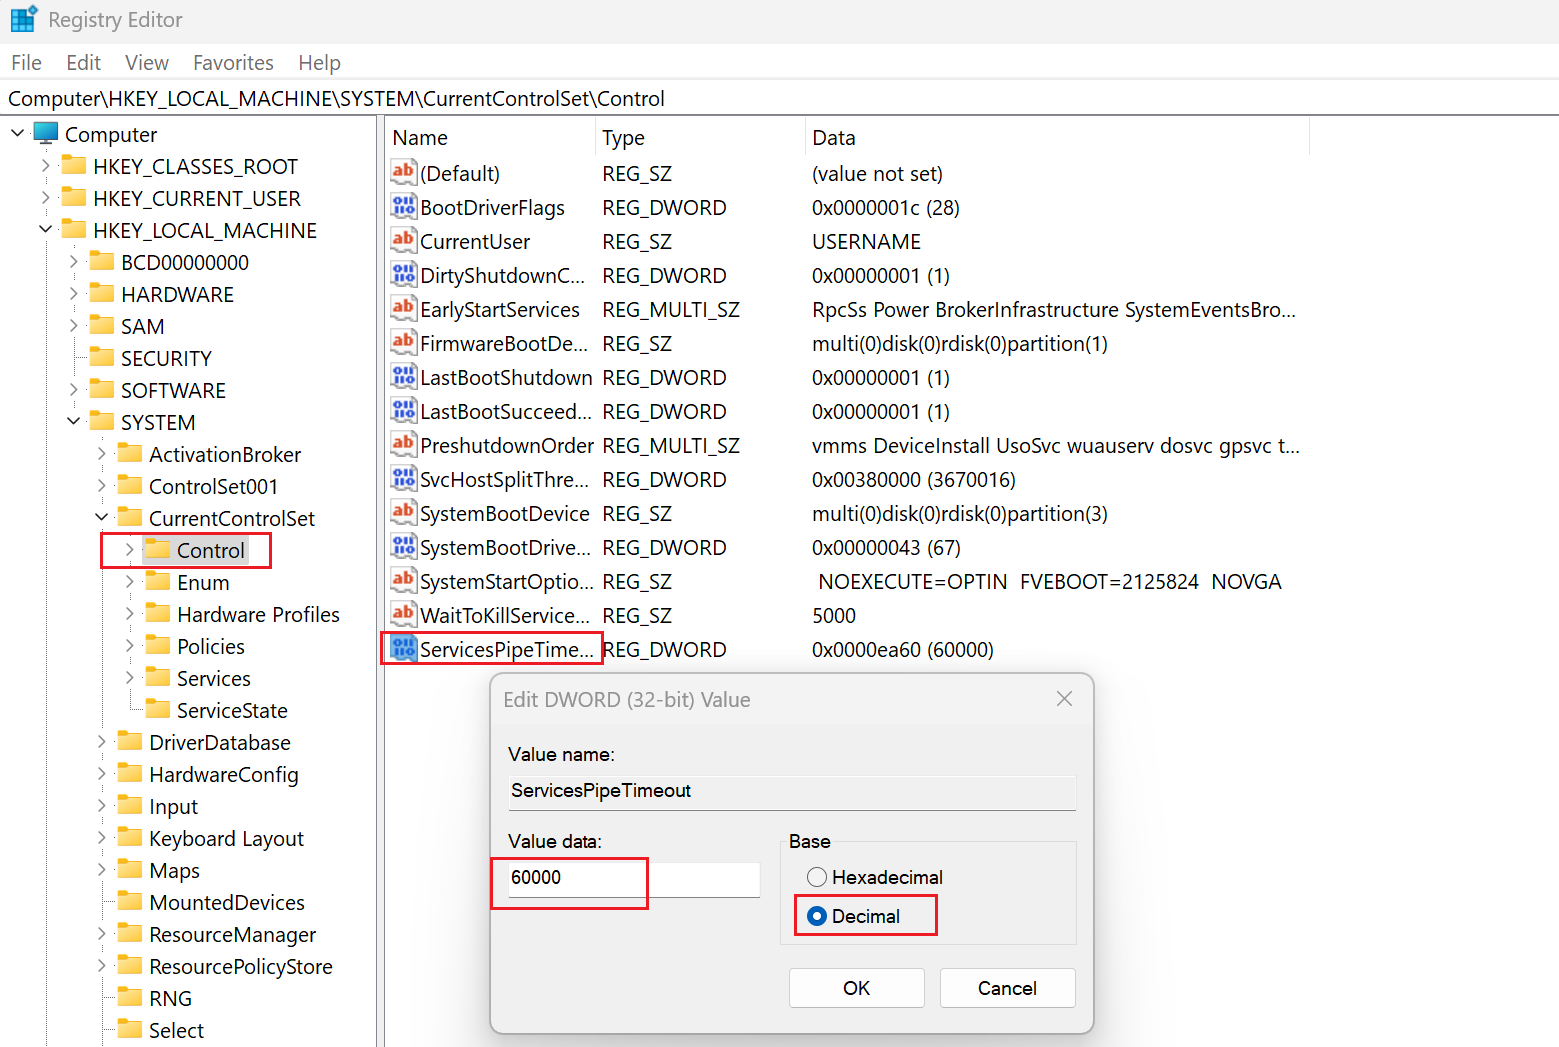 Registry Editor
File Edit View Favorites Help
Computer\HKEY_LOCAL_MACHINE\SYSTEM\CurrentControlSet\Control
Computer
HKEY_CLASSES_ROOT
HKEY_CURRENT_USER
HKEY_LOCAL_MACHINE
BCD00000000
HARDWARE
SAM
SECURITY
SOFTWARE
SYSTEM
ActivationBroker
ControlSet001
CurrentControlSet
Control
Enum
Hardware Profiles
Policies
Services
ServiceState
DriverDatabase
HardwareConfig
Input
Keyboard Layout
Maps
MountedDevices
ResourceManager
ResourcePolicyStore
RNG
Select
Name Type Data
(Default) REG_SZ (value not set)
BootDriverFlags REG_DWORD 0x0000001c (28)
CurrentUser REG_SZ USERNAME
DirtyShutdownC... REG_DWORD 0x00000001 (1)
EarlyStartServices REG_MULTI_SZ RpcSs Power BrokerInfrastructure SystemEventsBro...
FirmwareBootDe... REG_SZ multi(0)disk(0)rdisk(0)partition(1)
LastBootShutdown REG_DWORD 0x00000001 (1)
LastBootSucceed... REG_DWORD 0x00000001 (1)
PreshutdownOrder REG_MULTI_SZ vmms DeviceInstall UsoSvc wuauserv dosvc gpsvc t...
SvcHostSplitThre... REG_DWORD 0x00380000 (3670016)
SystemBootDevice REG_SZ multi(0)disk(0)rdisk(0)partition(3)
SystemBootDrive... REG_DWORD 0x00000043 (67)
SystemStartOptio... REG_SZ NOEXECUTE=OPTIN FVEBOOT=2125824 NOVGA
WaitToKillService... REG_SZ 5000
ServicesPipeTime... REG_DWORD 0x0000ea60 (60000)
Edit DWORD (32-bit) Value
Value name:
ServicesPipeTimeout
Value data:
60000
Base
Hexadecimal
Decimal
OK Cancel